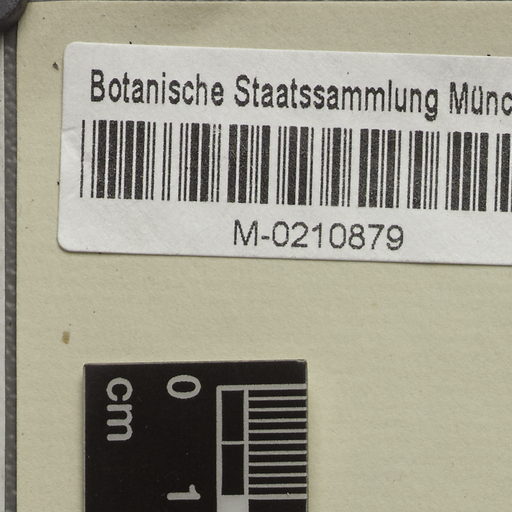 Botanische Staatssammlung Münc
M-0210879
cm
0
1